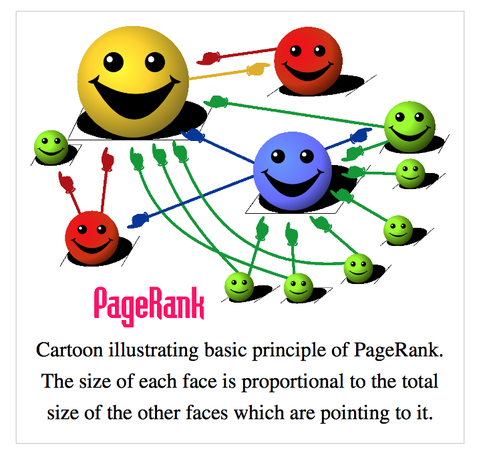 PageRank
Cartoon illustrating basic principle of PageRank.
The size of each face is proportional to the total
size of the other faces which are pointing to it.